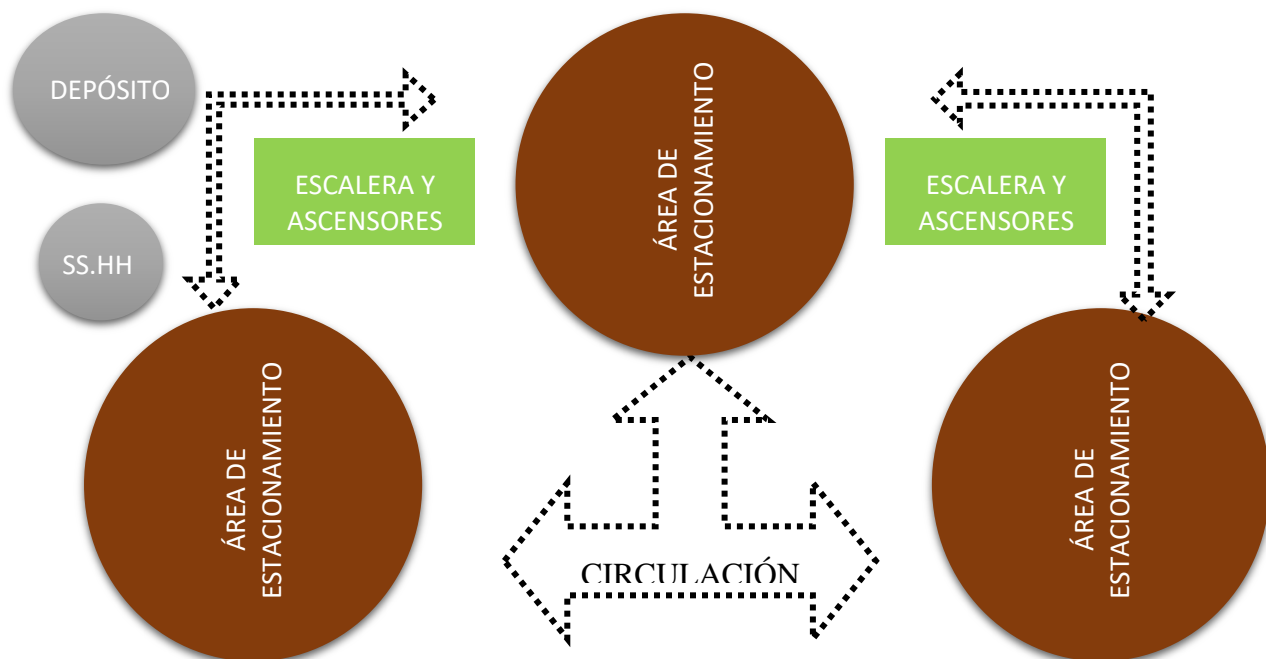 DEPÓSITO
ESCALERA Y
ASCENSORES
ÁREA DE
ESTACIONAMIENTO
ESCALERA Y
ASCENSORES
SS.HH
ÁREA DE
ESTACIONAMIENTO
CIRCULACIÓN
ÁREA DE
ESTACIONAMIENTO